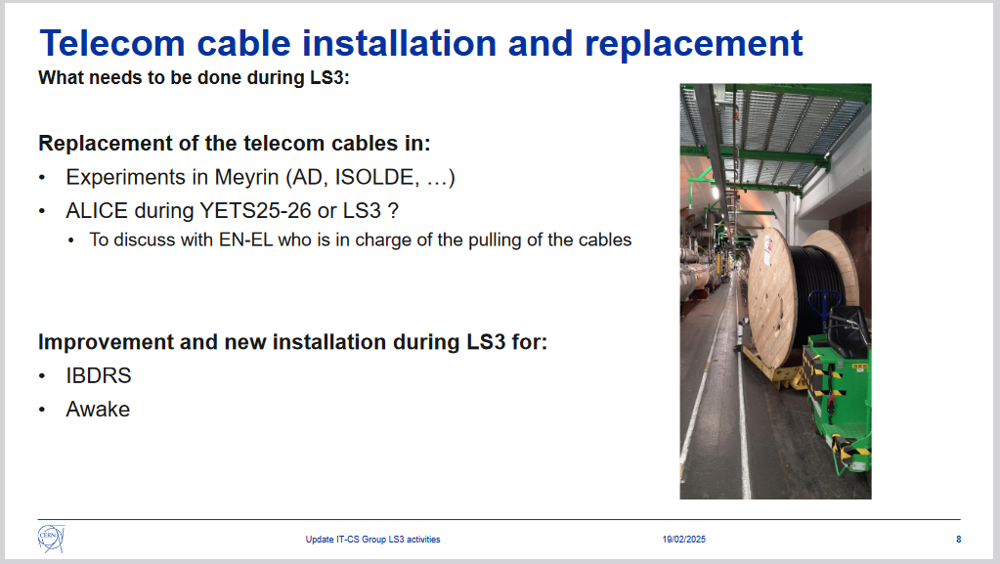 Telecom cable installation and replacement
What needs to be done during LS3:
Replacement of the telecom cables in:
• Experiments in Meyrin (AD, ISOLDE, …)
• ALICE during YETS25-26 or LS3 ?
• To discuss with EN-EL who is in charge of the pulling of the cables
Improvement and new installation during LS3 for:
• IBDRS
• Awake
CERN
Update IT-CS Group LS3 activities
19/02/2025
8